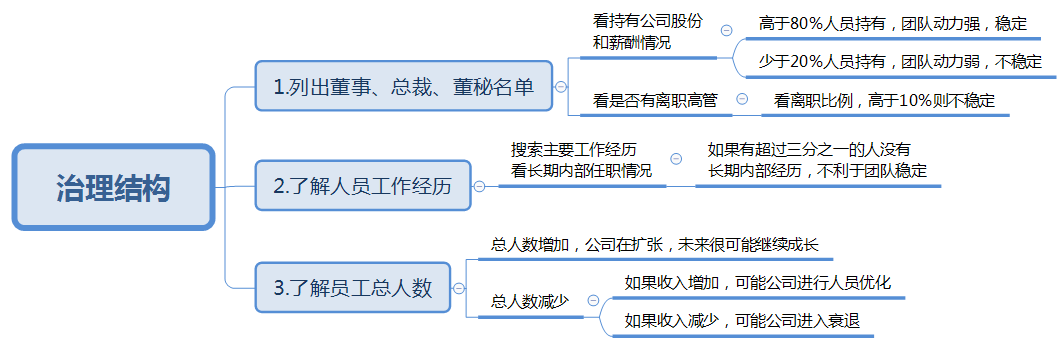 治理结构
1.列出董事、总裁、董秘名单
看持有公司股份
和薪酬情况
高于80%人员持有，团队动力强，稳定
少于20%人员持有，团队动力弱，不稳定
看是否有离职高管
看离职比例，高于10%则不稳定
2.了解人员工作经历
搜索主要工作经历
看长期内部任职情况
如果有超过三分之一的人没有
长期内部经历，不利于团队稳定
3.了解员工总人数
总人数增加，公司在扩张，未来很可能继续成长
总人数减少
如果收入增加，可能公司进行人员优化
如果收入减少，可能公司进入衰退